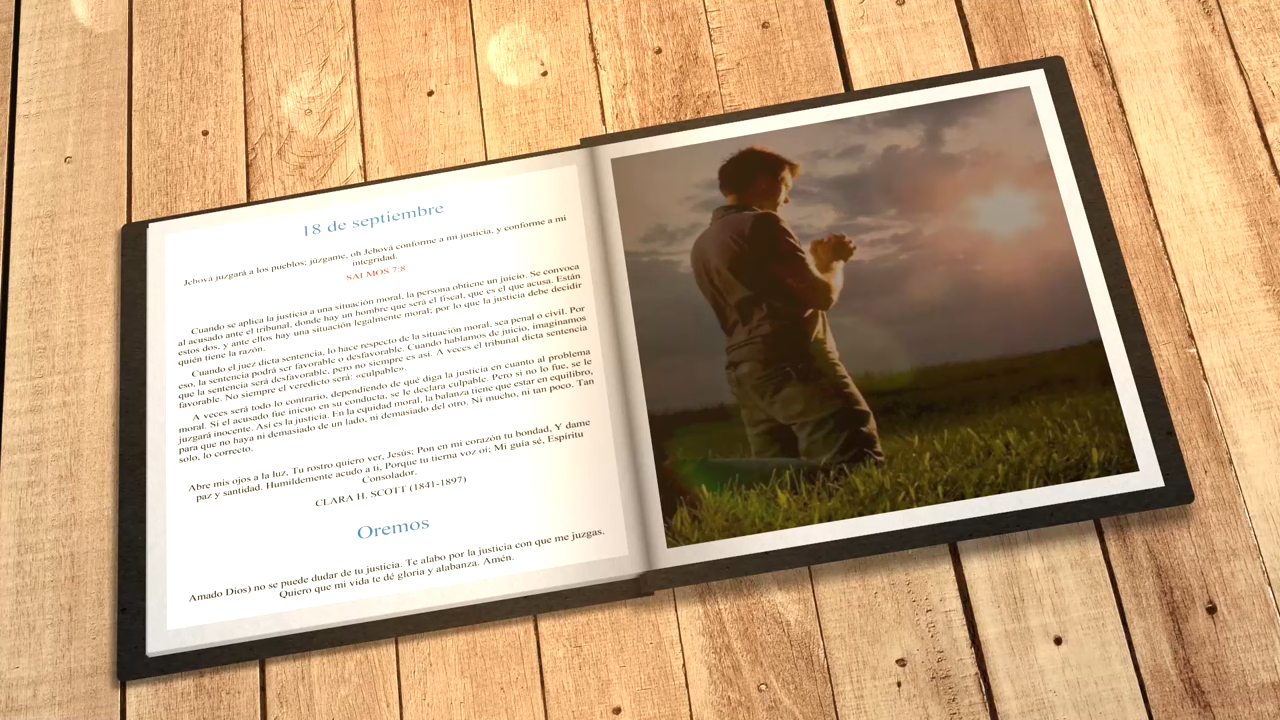 18 de septiembre
Jehová juzgará a los pueblos; júzgame, oh Jehová conforme a mi justicia, y conforme a mi
integridad.
SALMOS 7:8
Cuando se aplica la justicia a una situación moral, la persona obtiene un juicio. Se convoca
al acusado ante el tribunal, donde hay un hombre que será el fiscal, que es el que acusa. Están
estos dos, y ante ellos hay una situación legalmente moral; por lo que la justicia debe decidir
quién tiene la razón.
Cuando el juez dicta sentencia, lo hace respecto de la situación moral, sea penal o civil. Por
eso, la sentencia podrá ser favorable o desfavorable. Cuando hablamos de juicio, imaginamos
que la sentencia será desfavorable, pero no siempre es así. A veces el tribunal dicta sentencia
favorable. No siempre el veredicto será: «culpable».
A veces será todo lo contrario, dependiendo de qué diga la justicia en cuanto al problema
moral. Si el acusado fue inicuo en su conducta, se le declara culpable. Pero si no lo fue, se le
juzgará inocente. Así es la justicia. En la equidad moral, la balanza tiene que estar en equilibro,
para que no haya ni demasiado de un lado, ni demasiado del otro. Ni mucho, ni tan poco. Tan
solo, lo correcto.
Abre mis ojos a la luz, Tu rostro quiero ver, Jesús; Pon en mi corazón tu bondad, Y dame
paz y santidad. Humildemente acudo a ti, Porque tu tierna voz oí; Mi guía sé, Espíritu
Consolador.
CLARA H. SCOTT (1841-1897)
Oremos
Amado Dios) no se puede dudar de tu justicia. Te alabo por la justicia con que me juzgas.
Quiero que mi vida te dé gloria y alabanza. Amén.